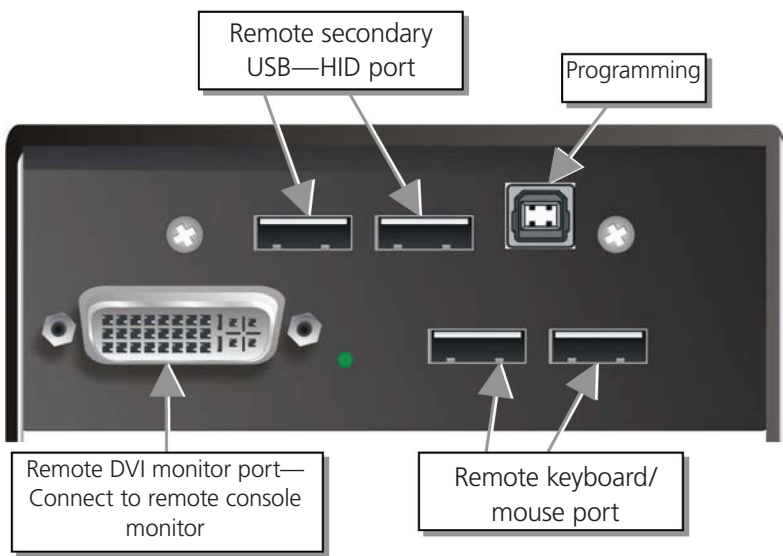 Remote secondary
USB—HID port
Programming
Remote DVI monitor port—
Connect to remote console
monitor
Remote keyboard/
mouse port